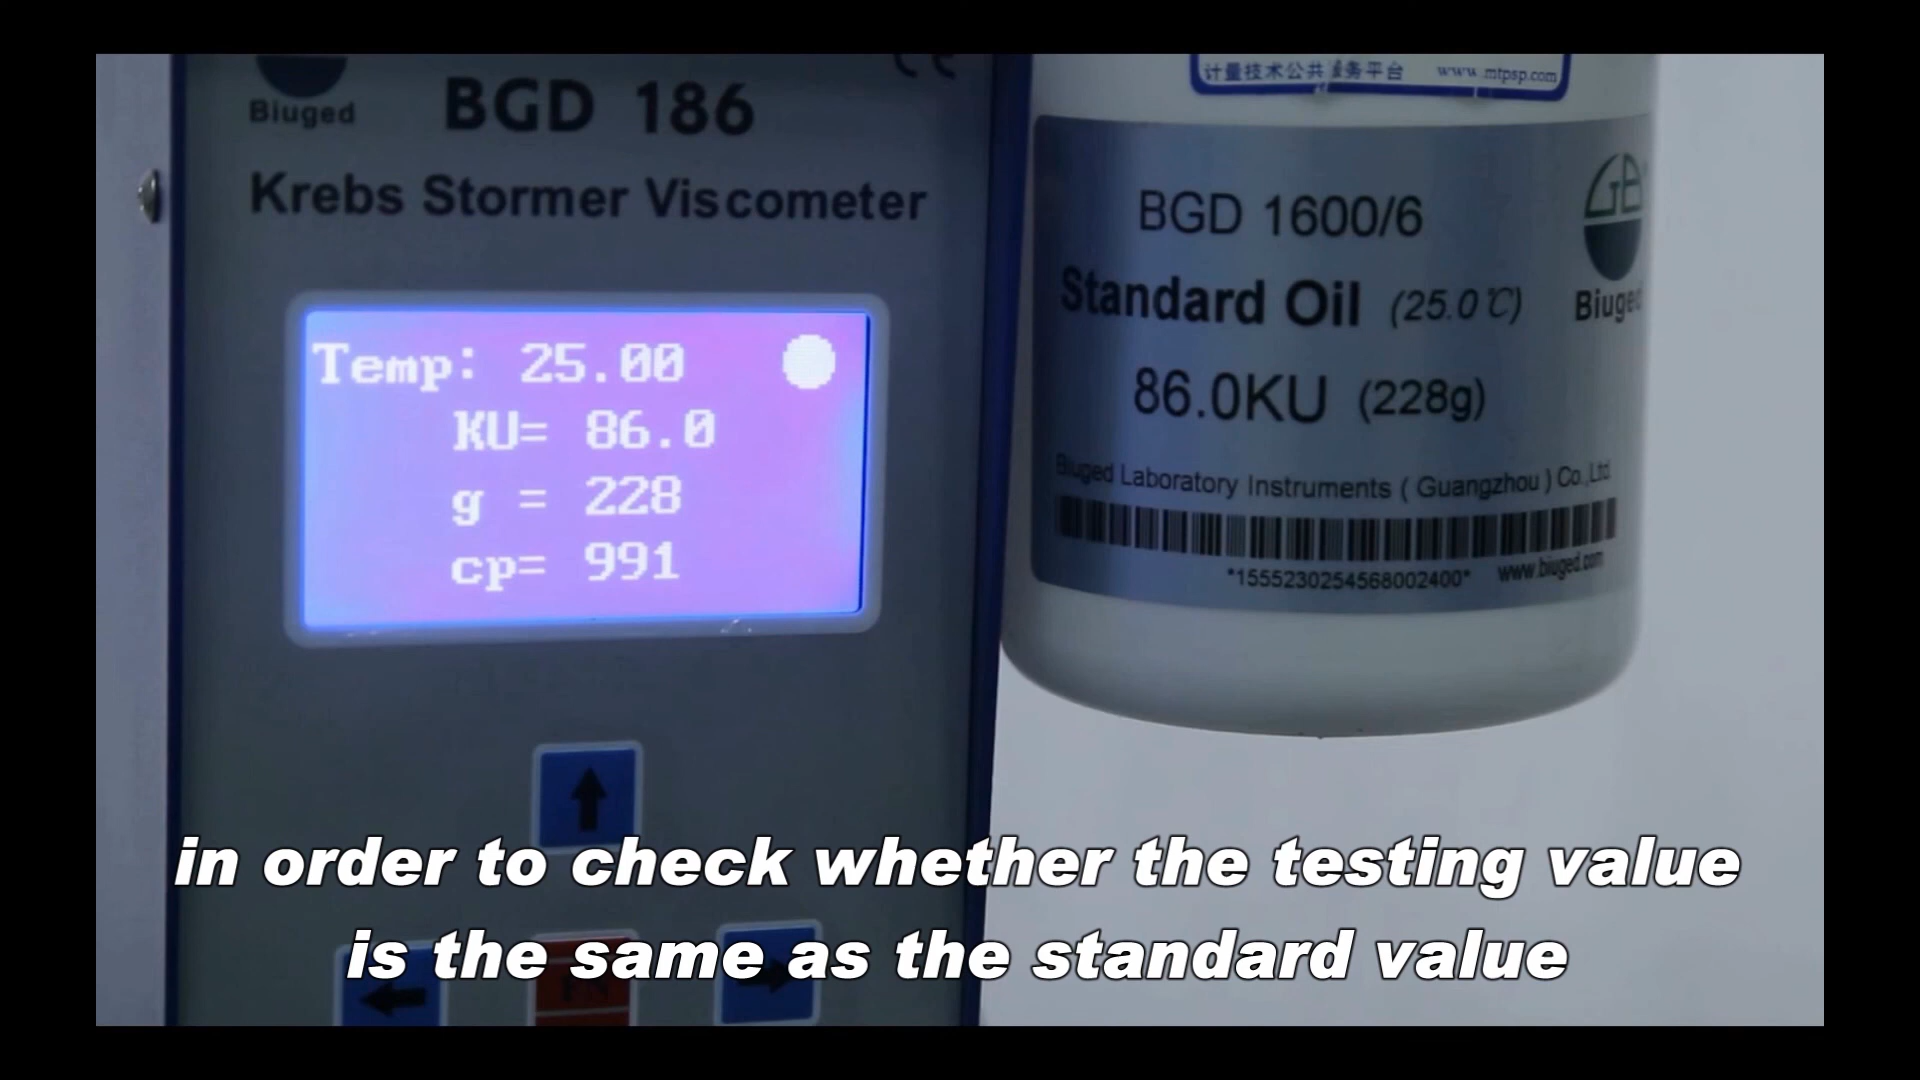 Biuged
BGD 186
Krebs Stormer Viscometer
Temp: 25.00
KU= 86.0
g = 228
cp= 991
计量技术公共服务平台 www.mtpsp.com
BGD 1600/6
Standard Oil (25.0℃)
Biuged
86.0KU (228g)
Biuged Laboratory Instruments ( Guangzhou ) Co.,Ltd.
*1555230254568002400* www.biuged.com
in order to check whether the testing value
is the same as the standard value